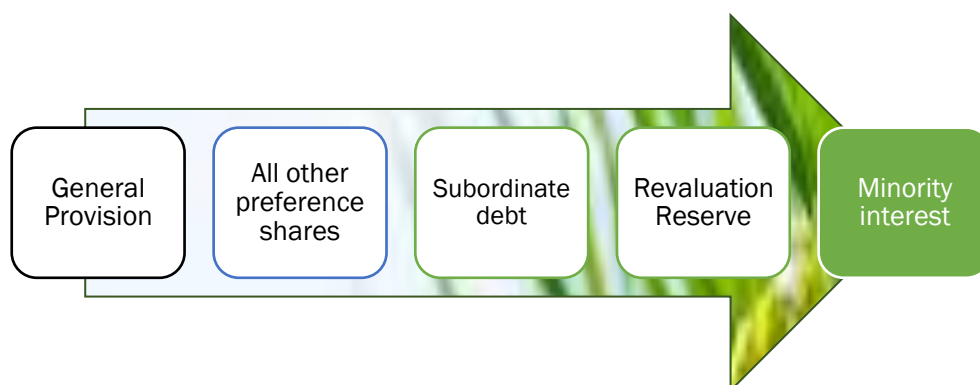 General
Provision
All other
preference
shares
Subordinate
debt
Revaluation
Reserve
Minority
interest